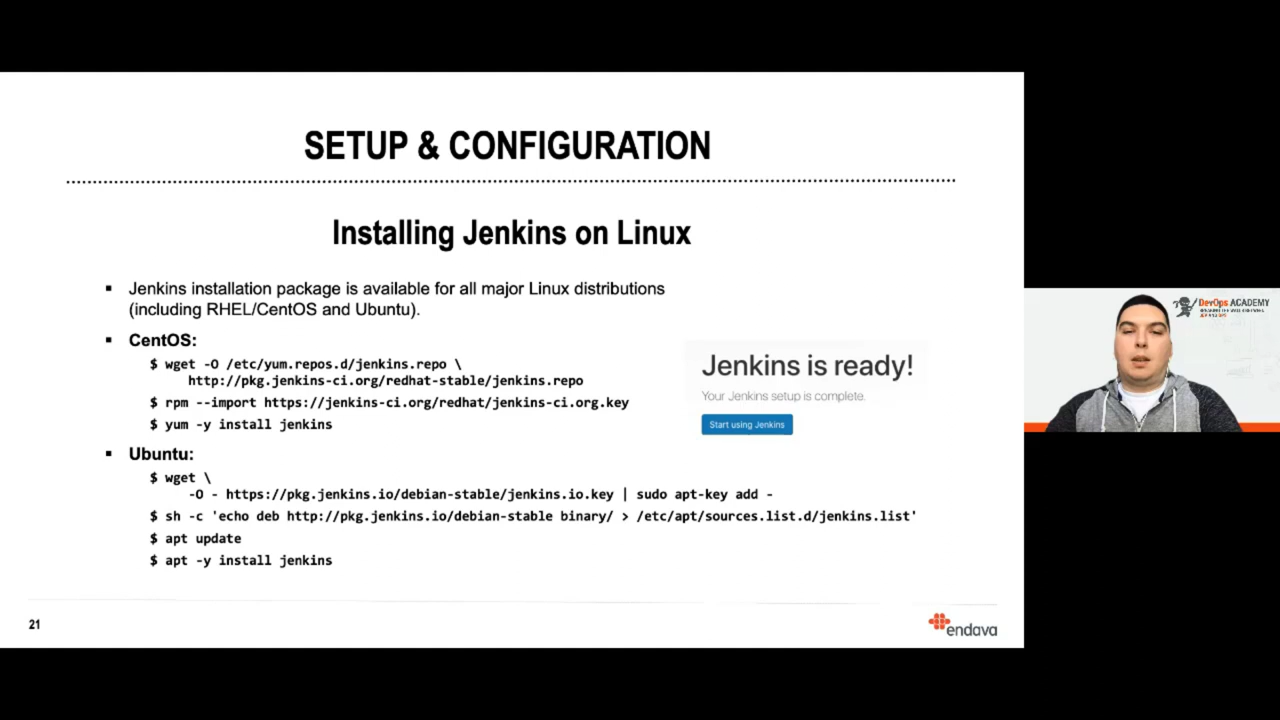 SETUP & CONFIGURATION
Installing Jenkins on Linux
▪ Jenkins installation package is available for all major Linux distributions
(including RHEL/CentOS and Ubuntu).
▪ CentOS:
$ wget -O /etc/yum.repos.d/jenkins.repo \
http://pkg.jenkins-ci.org/redhat-stable/jenkins.repo
$ rpm --import https://jenkins-ci.org/redhat/jenkins-ci.org.key
$ yum -y install jenkins
▪ Ubuntu:
$ wget \
-O - https://pkg.jenkins.io/debian-stable/jenkins.io.key | sudo apt-key add -
$ sh -c 'echo deb http://pkg.jenkins.io/debian-stable binary/ > /etc/apt/sources.list.d/jenkins.list'
$ apt update
$ apt -y install jenkins
Jenkins is ready!
Your Jenkins setup is complete.
Start using Jenkins
21
endava
DevOps ACADEMY